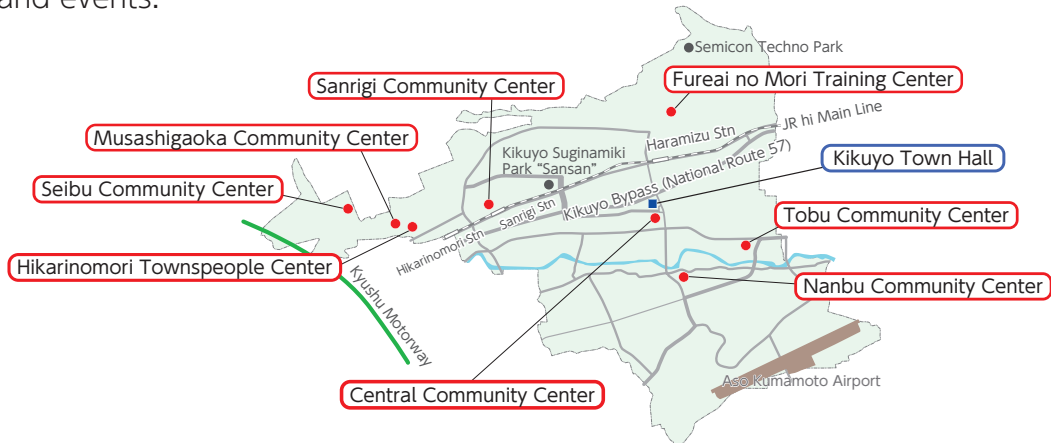 and events.
Semicon Techno Park
Sanrigi Community Center
Fureai no Mori Training Center
JR hi Main Line
Musashigaoka Community Center
Haramizu Stn
Kikuyo Suginamiki
Park "Sansan"
Kikuyo Town Hall
Seibu Community Center
Kikuyo Bypass (National Route 57)
Sanrigi Stn
Tobu Community Center
Hikarinomori Stn
Hikarinomori Townspeople Center
Kyushu Motorway
Nanbu Community Center
Aso Kumamoto Airport
Central Community Center